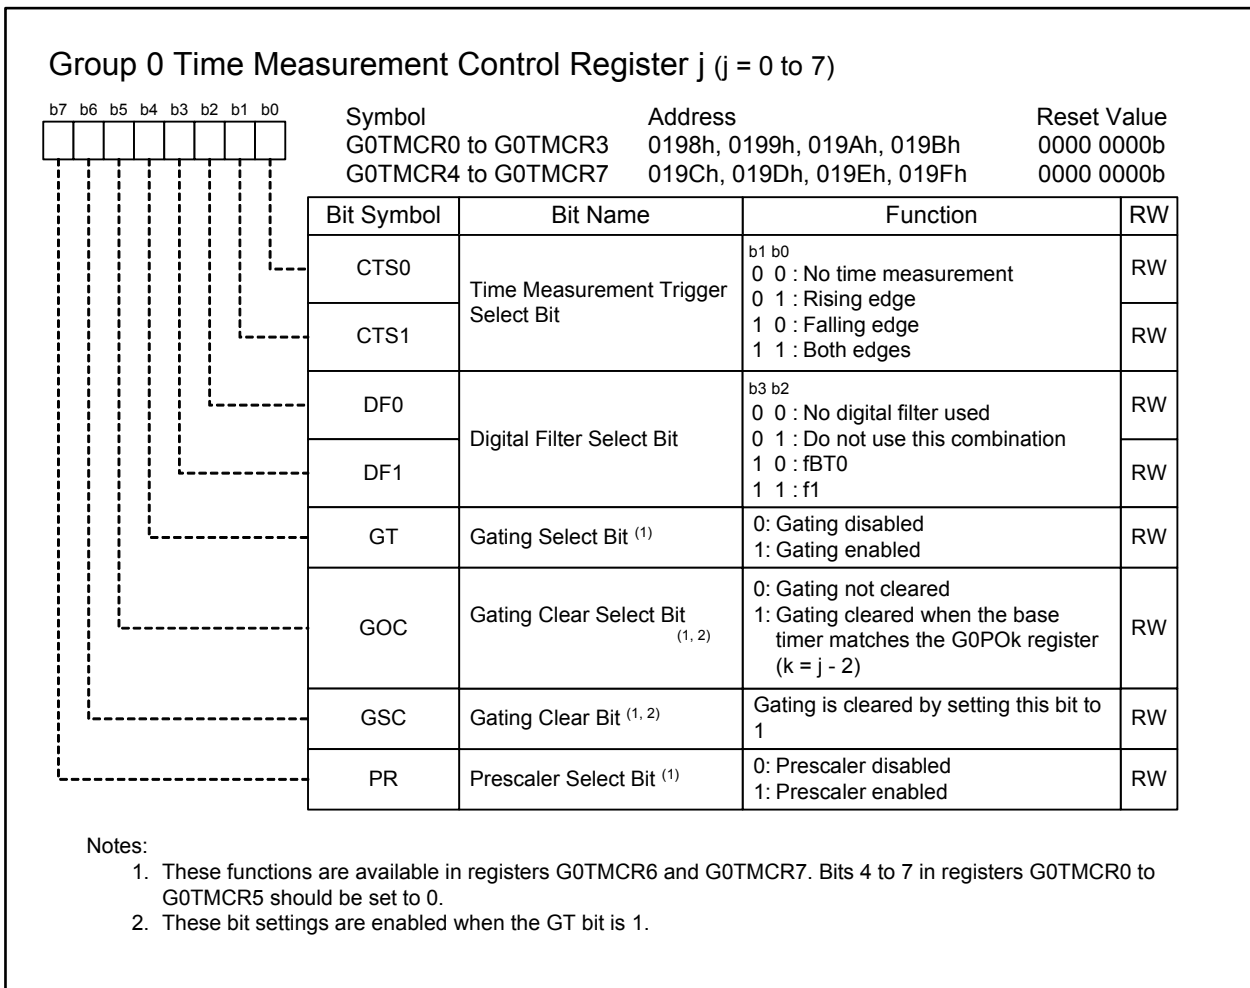 Group 0 Time Measurement Control Register j (j = 0 to 7)
b7 b6 b5 b4 b3 b2 b1 b0
Symbol Address Reset Value
G0TMCR0 to G0TMCR3 0198h, 0199h, 019Ah, 019Bh 0000 0000b
G0TMCR4 to G0TMCR7 019Ch, 019Dh, 019Eh, 019Fh 0000 0000b
Bit Symbol Bit Name Function RW
CTS0
CTS1
Time Measurement Trigger
Select Bit
b1 b0
0 0 : No time measurement
0 1 : Rising edge
1 0 : Falling edge
1 1 : Both edges
RW
RW
DF0
DF1
Digital Filter Select Bit
b3 b2
0 0 : No digital filter used
0 1 : Do not use this combination
1 0 : fBT0
1 1 : f1
RW
RW
GT
Gating Select Bit (1)
0: Gating disabled
1: Gating enabled
RW
GOC
Gating Clear Select Bit
(1, 2)
0: Gating not cleared
1: Gating cleared when the base
timer matches the G0POk register
(k = j - 2)
RW
GSC
Gating Clear Bit (1, 2)
Gating is cleared by setting this bit to
1
RW
PR
Prescaler Select Bit (1)
0: Prescaler disabled
1: Prescaler enabled
RW
Notes:
1. These functions are available in registers G0TMCR6 and G0TMCR7. Bits 4 to 7 in registers G0TMCR0 to
G0TMCR5 should be set to 0.
2. These bit settings are enabled when the GT bit is 1.